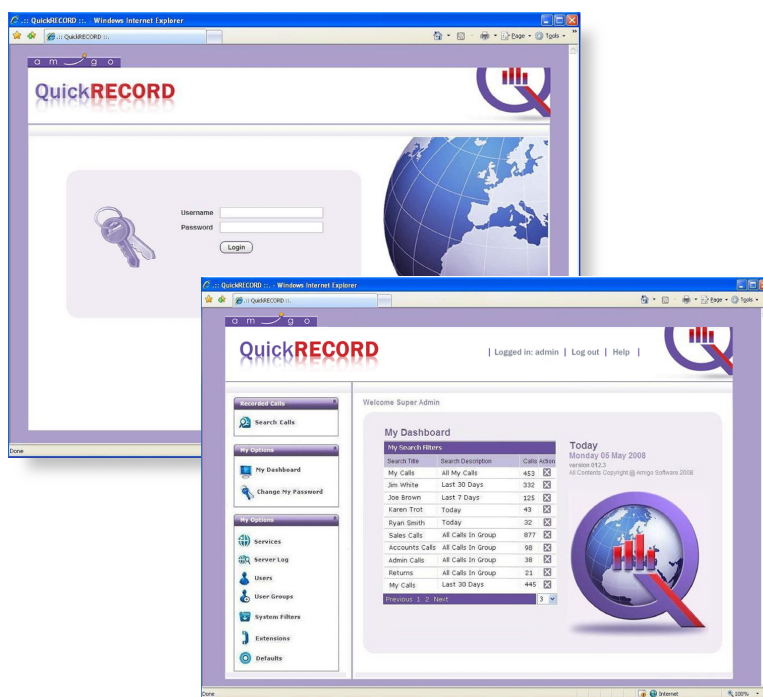 .:: QuickRECORD ::. - Windows Internet Explorer
.:: QuickRECORD ::.
Page Tools
amigo
QuickRECORD
Username
Password
Login
Done
.:: QuickRECORD ::. - Windows Internet Explorer
.:: QuickRECORD ::.
Page Tools
amigo
QuickRECORD
| Logged in: admin | Log out | Help |
Recorded Calls
Search Calls
My Options
My Dashboard
Change My Password
My Options
Services
Server Log
Users
User Groups
System Filters
Extensions
Defaults
Welcome Super Admin
My Dashboard
My Search Filters
Search Title Search Description Calls Action
My Calls All My Calls 453
Jim White Last 30 Days 332
Joe Brown Last 7 Days 125
Karen Trot Today 43
Ryan Smith Today 32
Sales Calls All Calls In Group 877
Accounts Calls All Calls In Group 98
Admin Calls All Calls In Group 38
Returns All Calls In Group 21
My Calls Last 30 Days 445
Previous 1 2 Next 3
Today
Monday 05 May 2008
version 012.3
All Contents Copyright @ Amigo Software 2008
Done
Internet
100%